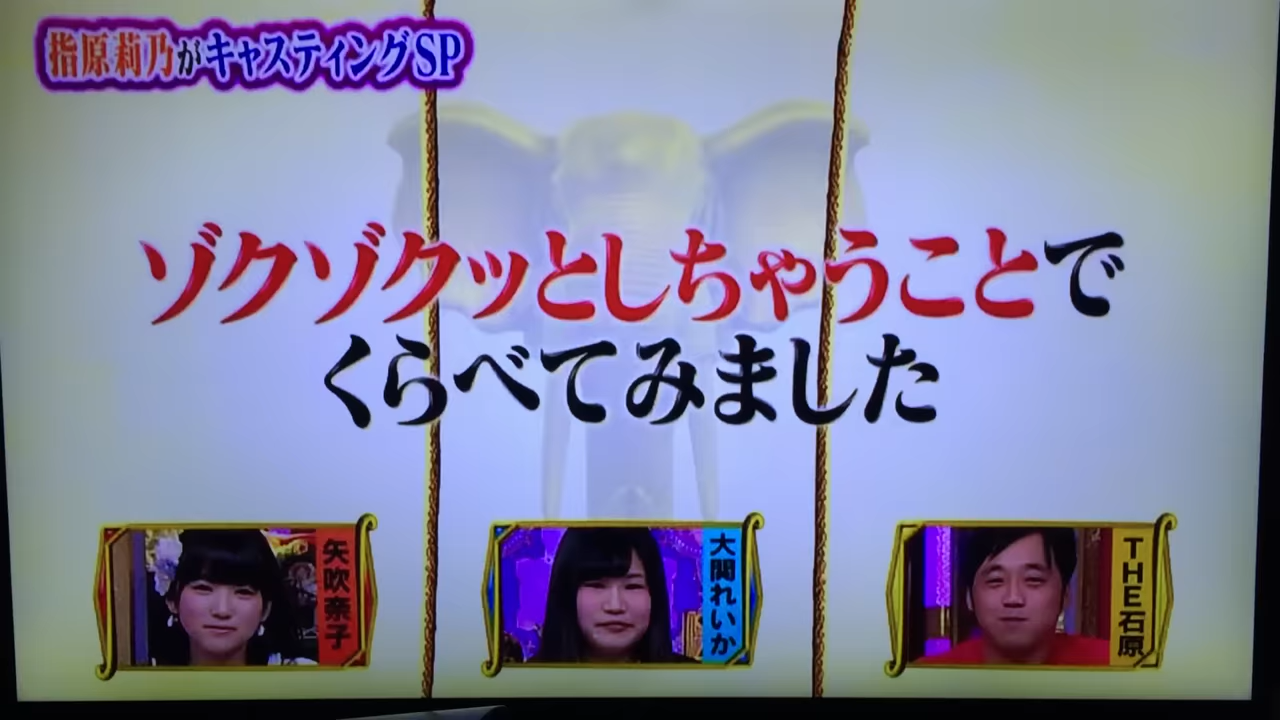 指原莉乃がキャスティングSP
ゾクゾクッとしちゃうことで
くらべてみました
矢吹奈子
大関れいか
THE石原